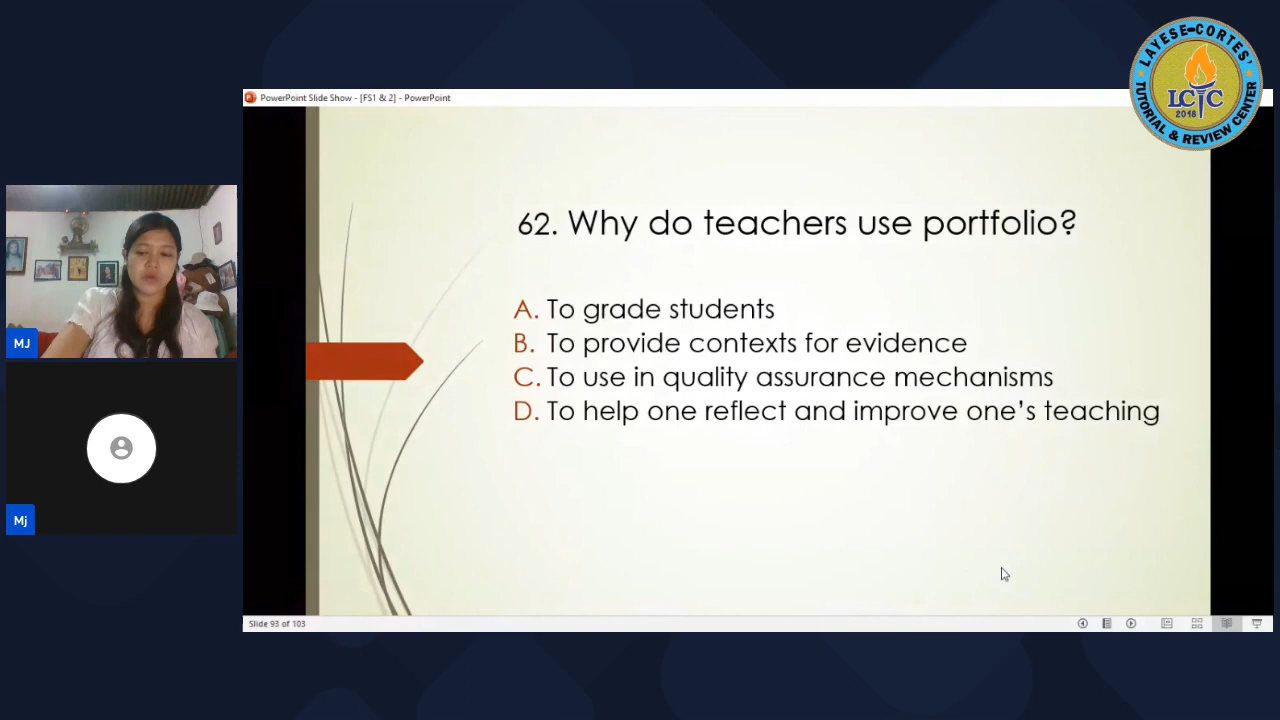 LAYESE-CORTES'
LCTC
2018
TUTORIAL & REVIEW CENTER
PowerPoint Slide Show - [FS1 & 2] - PowerPoint
62. Why do teachers use portfolio?
A. To grade students
B. To provide contexts for evidence
C. To use in quality assurance mechanisms
D. To help one reflect and improve one's teaching
MJ
Mj
Slide 93 of 103